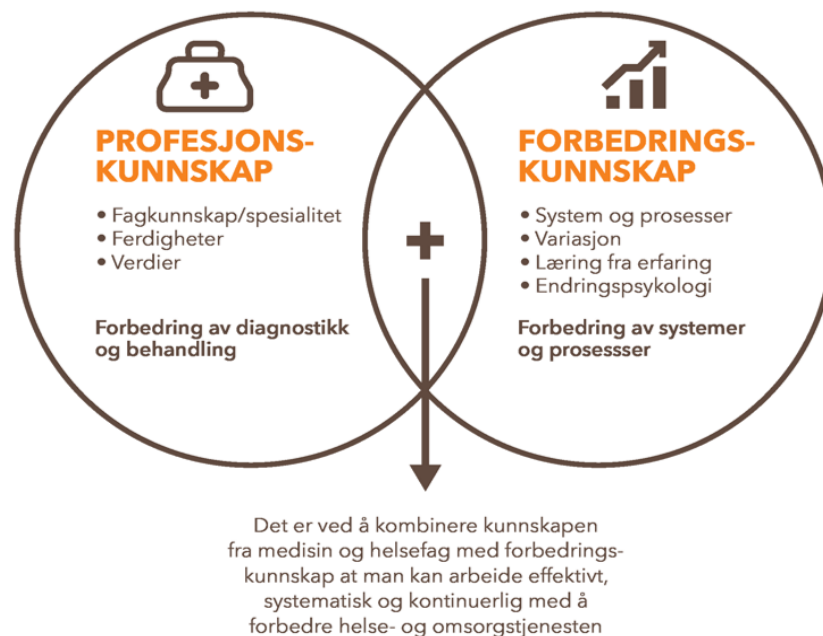 PROFESJONS-
KUNNSKAP
• Fagkunnskap/spesialitet
• Ferdigheter
• Verdier
Forbedring av diagnostikk
og behandling
FORBEDRINGS-
KUNNSKAP
• System og prosesser
• Variasjon
• Læring fra erfaring
• Endringspsykologi
Forbedring av systemer
og prosessser
Det er ved å kombinere kunnskapen
fra medisin og helsefag med forbedrings-
kunnskap at man kan arbeide effektivt,
systematisk og kontinuerlig med å
forbedre helse- og omsorgstjenesten